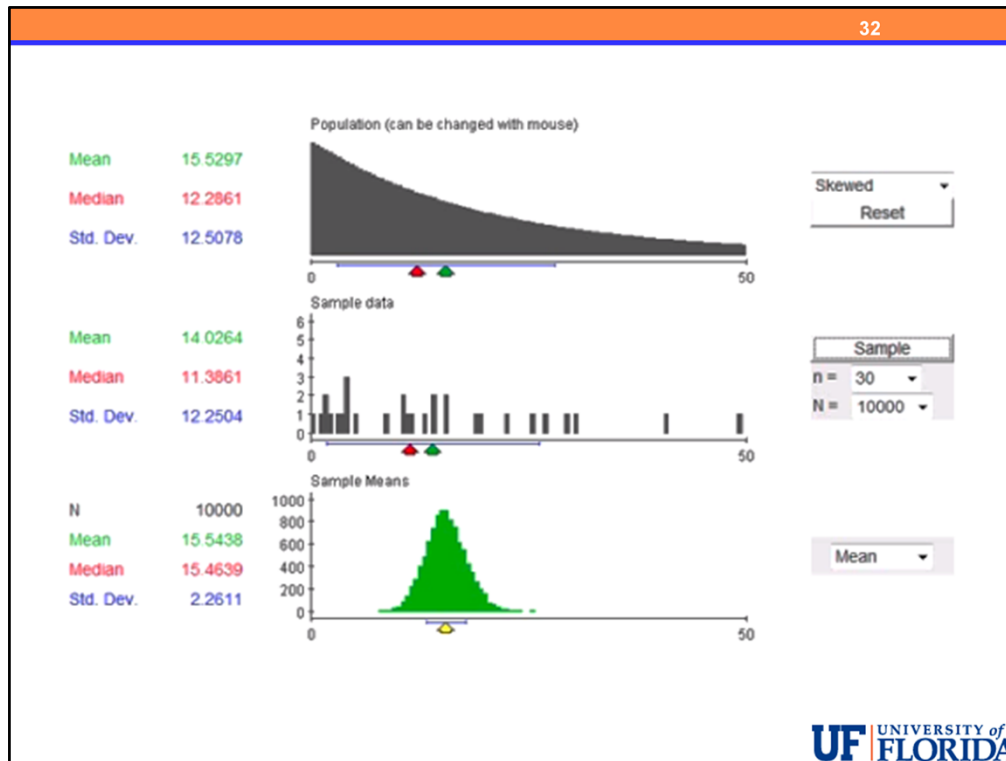 32
Population (can be changed with mouse)
Mean 15.5297
Median 12.2861
Std. Dev. 12.5078
0 50
Skewed
Reset
Sample data
Mean 14.0264
Median 11.3861
Std. Dev. 12.2504
6
5
4
3
2
1
0
0 50
Sample
n = 30
N = 10000
Sample Means
N 10000
Mean 15.5438
Median 15.4639
Std. Dev. 2.2611
1000
800
600
400
200
0
0 50
Mean
UF UNIVERSITY of
FLORIDA